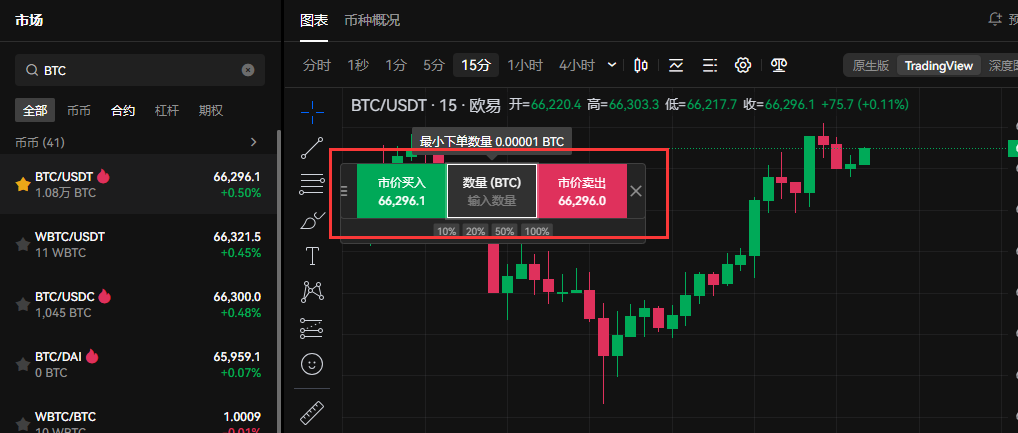 市场
BTC
全部 币币 合约 杠杆 期权
币币 (41)
BTC/USDT 66,296.1
1.08万 BTC +0.50%
WBTC/USDT 66,321.5
11 WBTC +0.45%
BTC/USDC 66,300.0
1,045 BTC +0.48%
BTC/DAI 65,959.1
0 BTC +0.07%
WBTC/BTC 1.0009
10 WBTC -0.01%
图表 币种概况
分时 1秒 1分 5分 15分 1小时 4小时 原生版 TradingView 深度图
BTC/USDT · 15 · 欧易 开=66,220.4 高=66,303.3 低=66,217.7 收=66,296.1 +75.7 (+0.11%)
最小下单数量 0.00001 BTC
市价买入 数量 (BTC) 市价卖出
66,296.1 输入数量 66,296.0
10% 20% 50% 100%